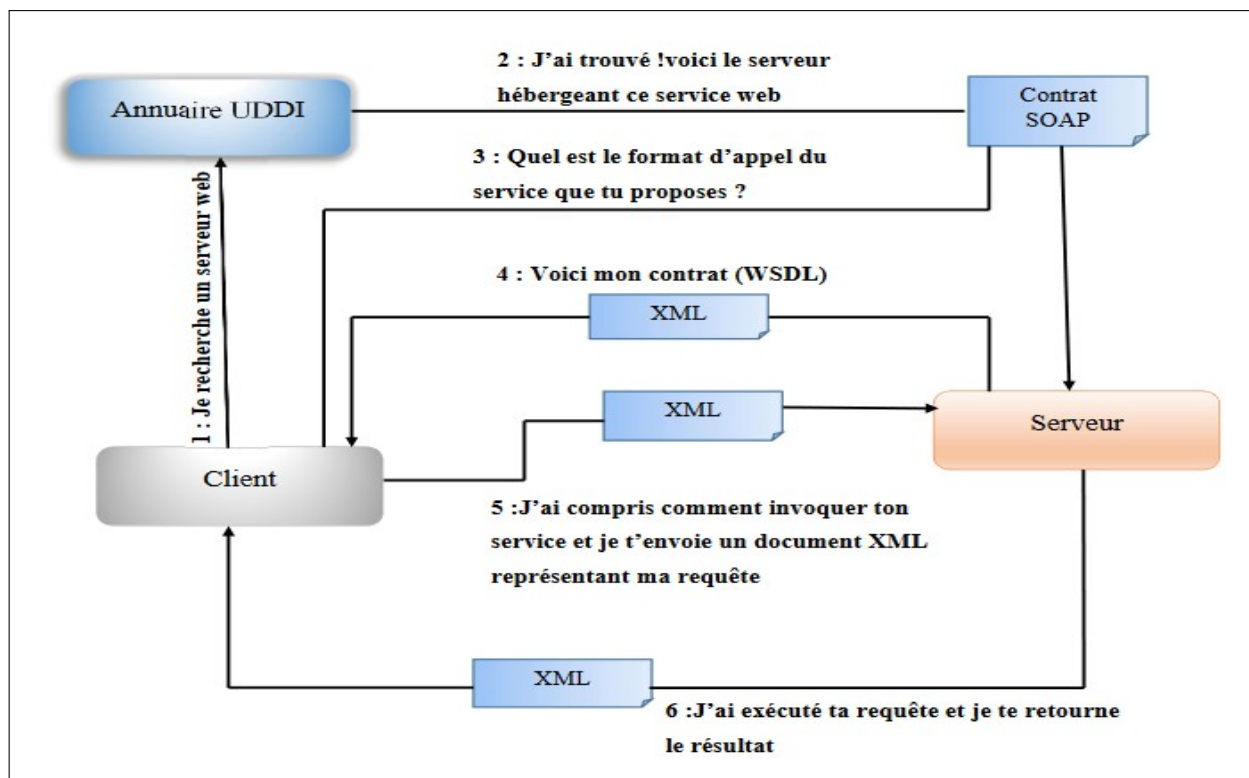 2 : J'ai trouvé !voici le serveur
hébergeant ce service web
Annuaire UDDI
Contrat
SOAP
3 : Quel est le format d'appel du
service que tu proposes ?
1 : Je recherche un serveur web
4 : Voici mon contrat (WSDL)
XML
XML
Serveur
Client
5 :J'ai compris comment invoquer ton
service et je t'envoie un document XML
représentant ma requête
XML
6 :J'ai exécuté ta requête et je te retourne
le résultat